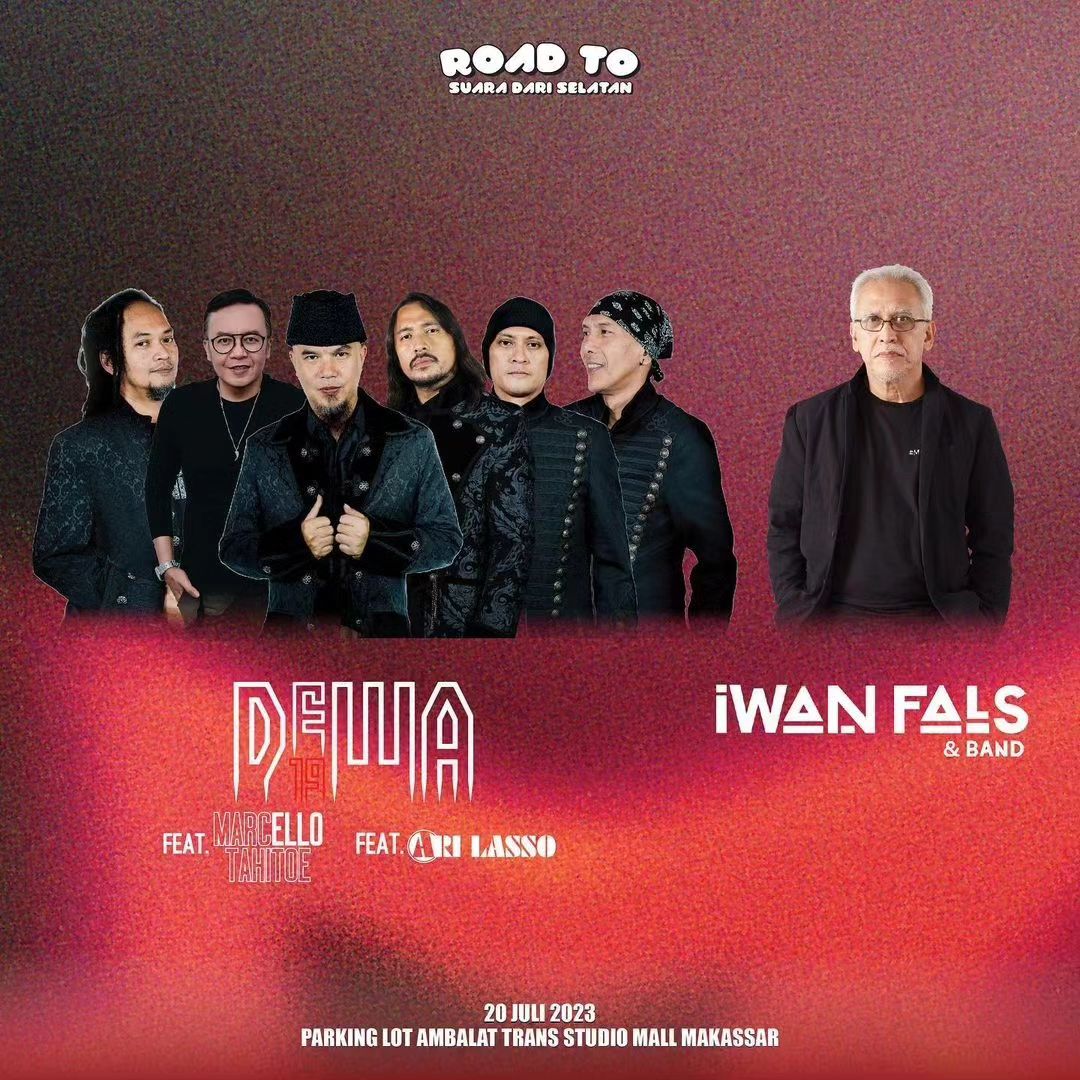 ROAD TO
SUARA DARI SELATAN
DEWA
19
FEAT. MARCELLO TAHITOE
FEAT. ARI LASSO
iWAN FALS
& BAND
20 JULI 2023
PARKING LOT AMBALAT TRANS STUDIO MALL MAKASSAR